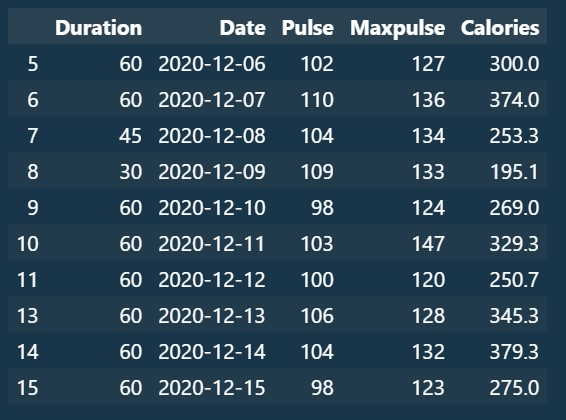 Duration Date Pulse Maxpulse Calories
5 60 2020-12-06 102 127 300.0
6 60 2020-12-07 110 136 374.0
7 45 2020-12-08 104 134 253.3
8 30 2020-12-09 109 133 195.1
9 60 2020-12-10 98 124 269.0
10 60 2020-12-11 103 147 329.3
11 60 2020-12-12 100 120 250.7
13 60 2020-12-13 106 128 345.3
14 60 2020-12-14 104 132 379.3
15 60 2020-12-15 98 123 275.0